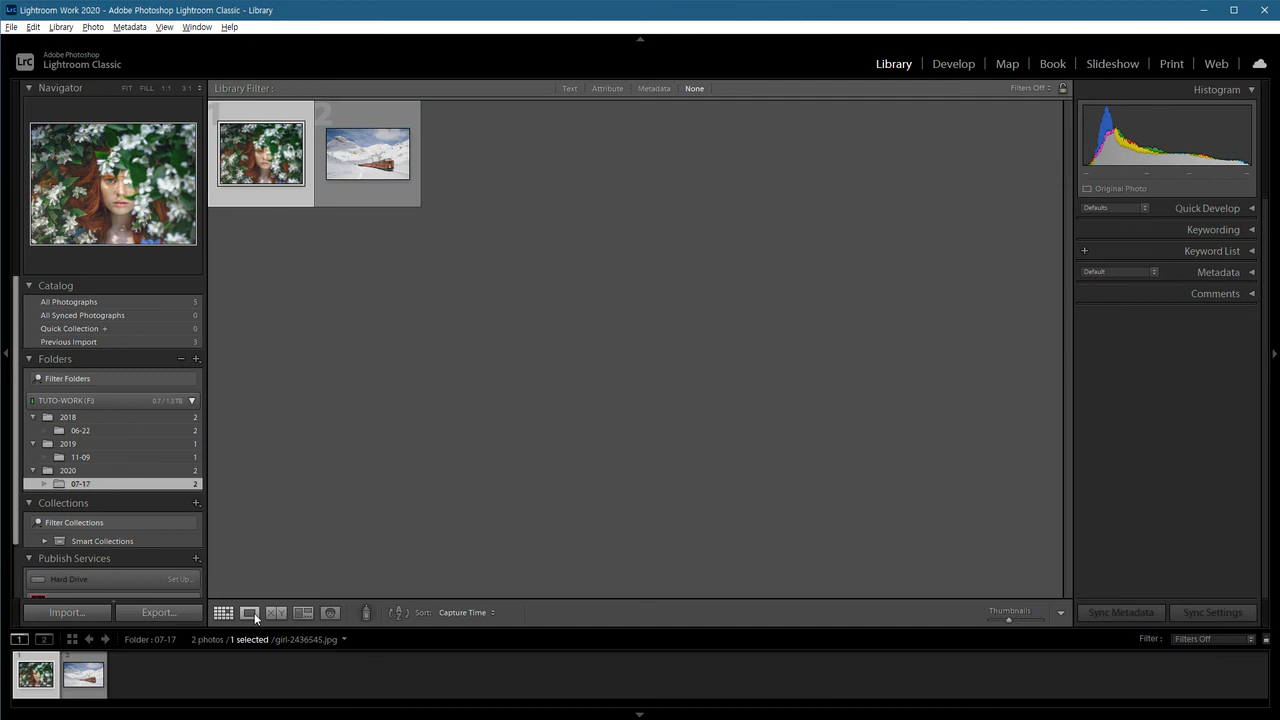 Lightroom Work 2020 - Adobe Photoshop Lightroom Classic - Library
File Edit Library Photo Metadata View Window Help
Lrc Adobe Photoshop
Lightroom Classic
Library Develop Map Book Slideshow Print Web
Navigator FIT FILL 1:1 3:1
Library Filter : Text Attribute Metadata None Filters Off
Histogram
1 2
Original Photo
Defaults Quick Develop
Keywording
Keyword List
Default Metadata
Comments
Catalog
All Photographs 5
All Synced Photographs 0
Quick Collection + 0
Previous Import 3
Folders
Filter Folders
TUTO-WORK (F:) 0.7 / 1.3 TB
2018 2
06-22 2
2019 1
11-09 1
2020 2
07-17 2
Collections
Filter Collections
Smart Collections
Publish Services
Hard Drive Set Up...
Import... Export...
Sort: Capture Time
Thumbnails
Sync Metadata Sync Settings
1 2 Folder : 07-17 2 photos / 1 selected / girl-2436545.jpg
Filter : Filters Off
1 2